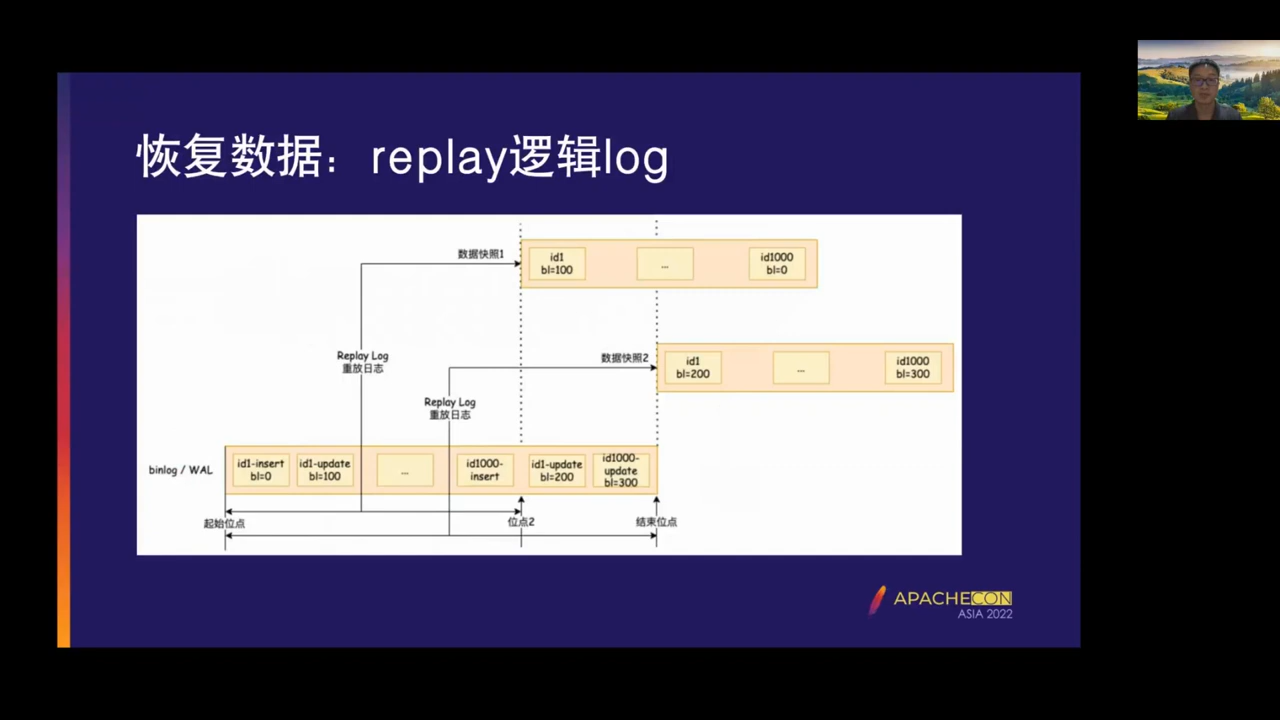 恢复数据：replay逻辑log
数据快照1
id1
bl=100
...
id1000
bl=0
Replay Log
重放日志
数据快照2
id1
bl=200
...
id1000
bl=300
Replay Log
重放日志
binlog / WAL
id1-insert
bl=0
id1-update
bl=100
...
id1000-
insert
id1-update
bl=200
id1000-
update
bl=300
起始位点
位点2
结束位点
APACHECON
ASIA 2022